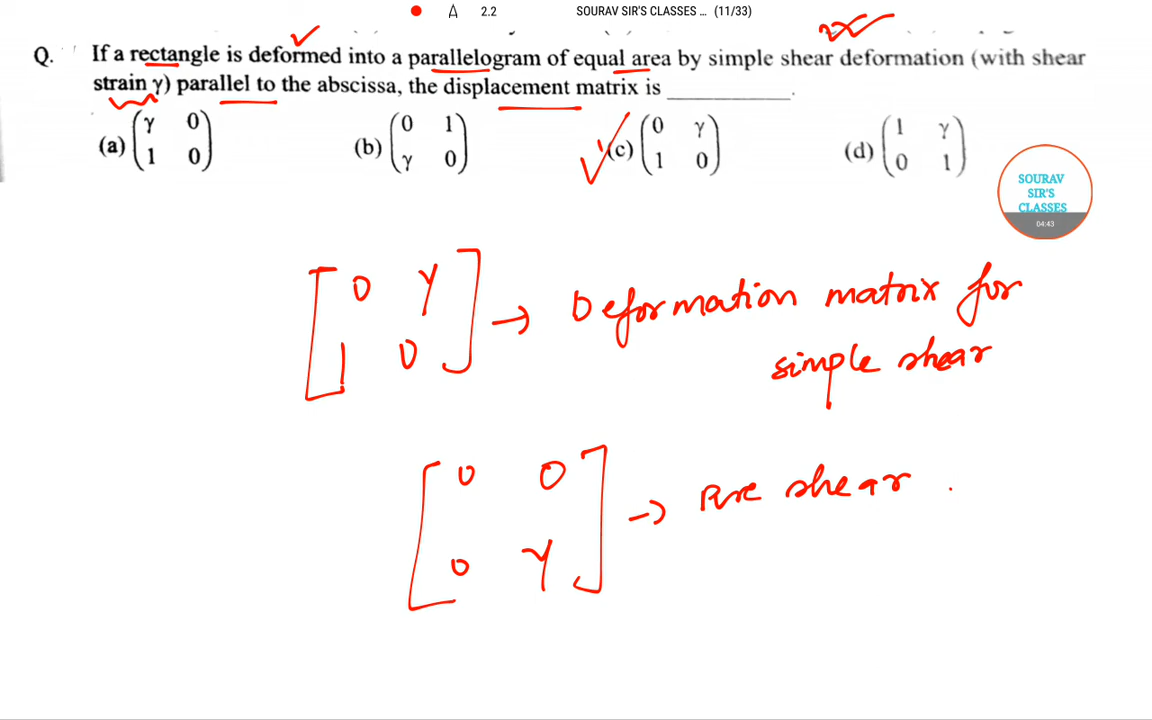 A 2.2 SOURAV SIR'S CLASSES ... (11/33)
Q. If a rectangle is deformed into a parallelogram of equal area by simple shear deformation (with shear
strain γ) parallel to the abscissa, the displacement matrix is ____________.
(a) (γ 0 (b) (0 1 (c) (0 γ (d) (1 γ
1 0) γ 0) 1 0) 0 1)
SOURAV
SIR'S
CLASSES
04:43
[0 γ → Deformation matrix for
1 0] simple shear
[0 0 → Pure shear .
0 γ]